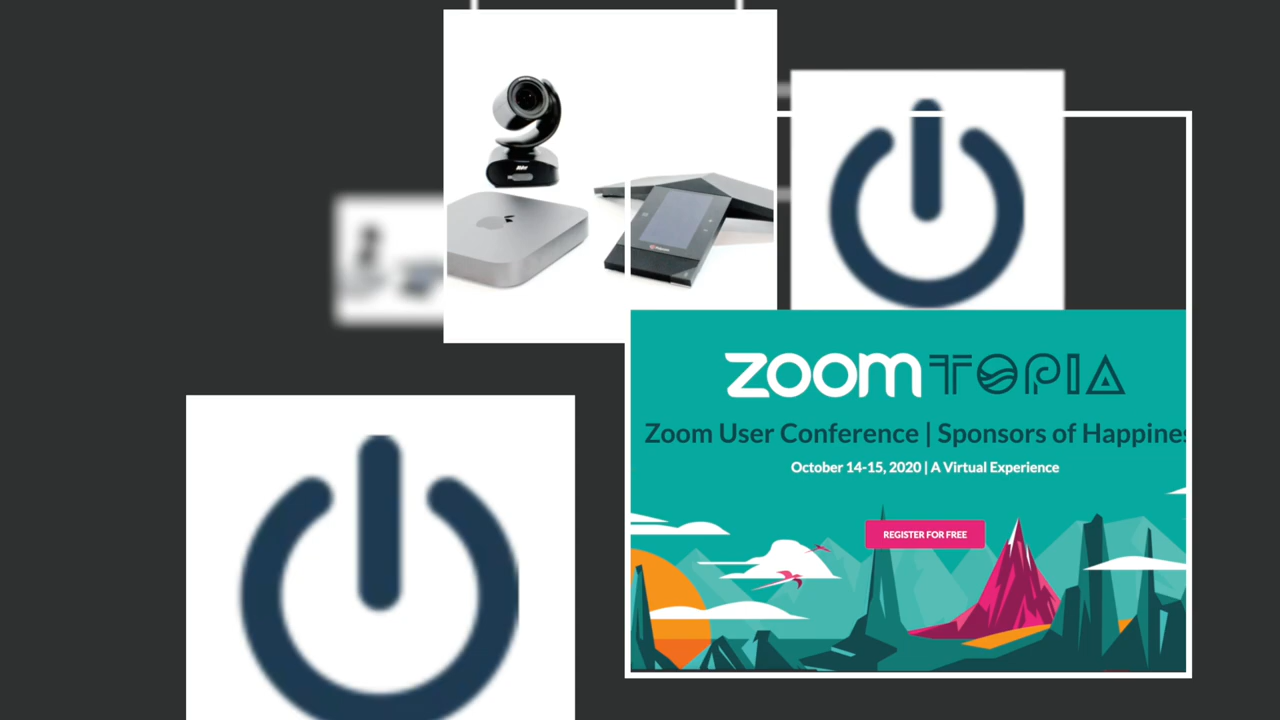 zoomTOPIA
Zoom User Conference | Sponsors of Happines
October 14-15, 2020 | A Virtual Experience
REGISTER FOR FREE